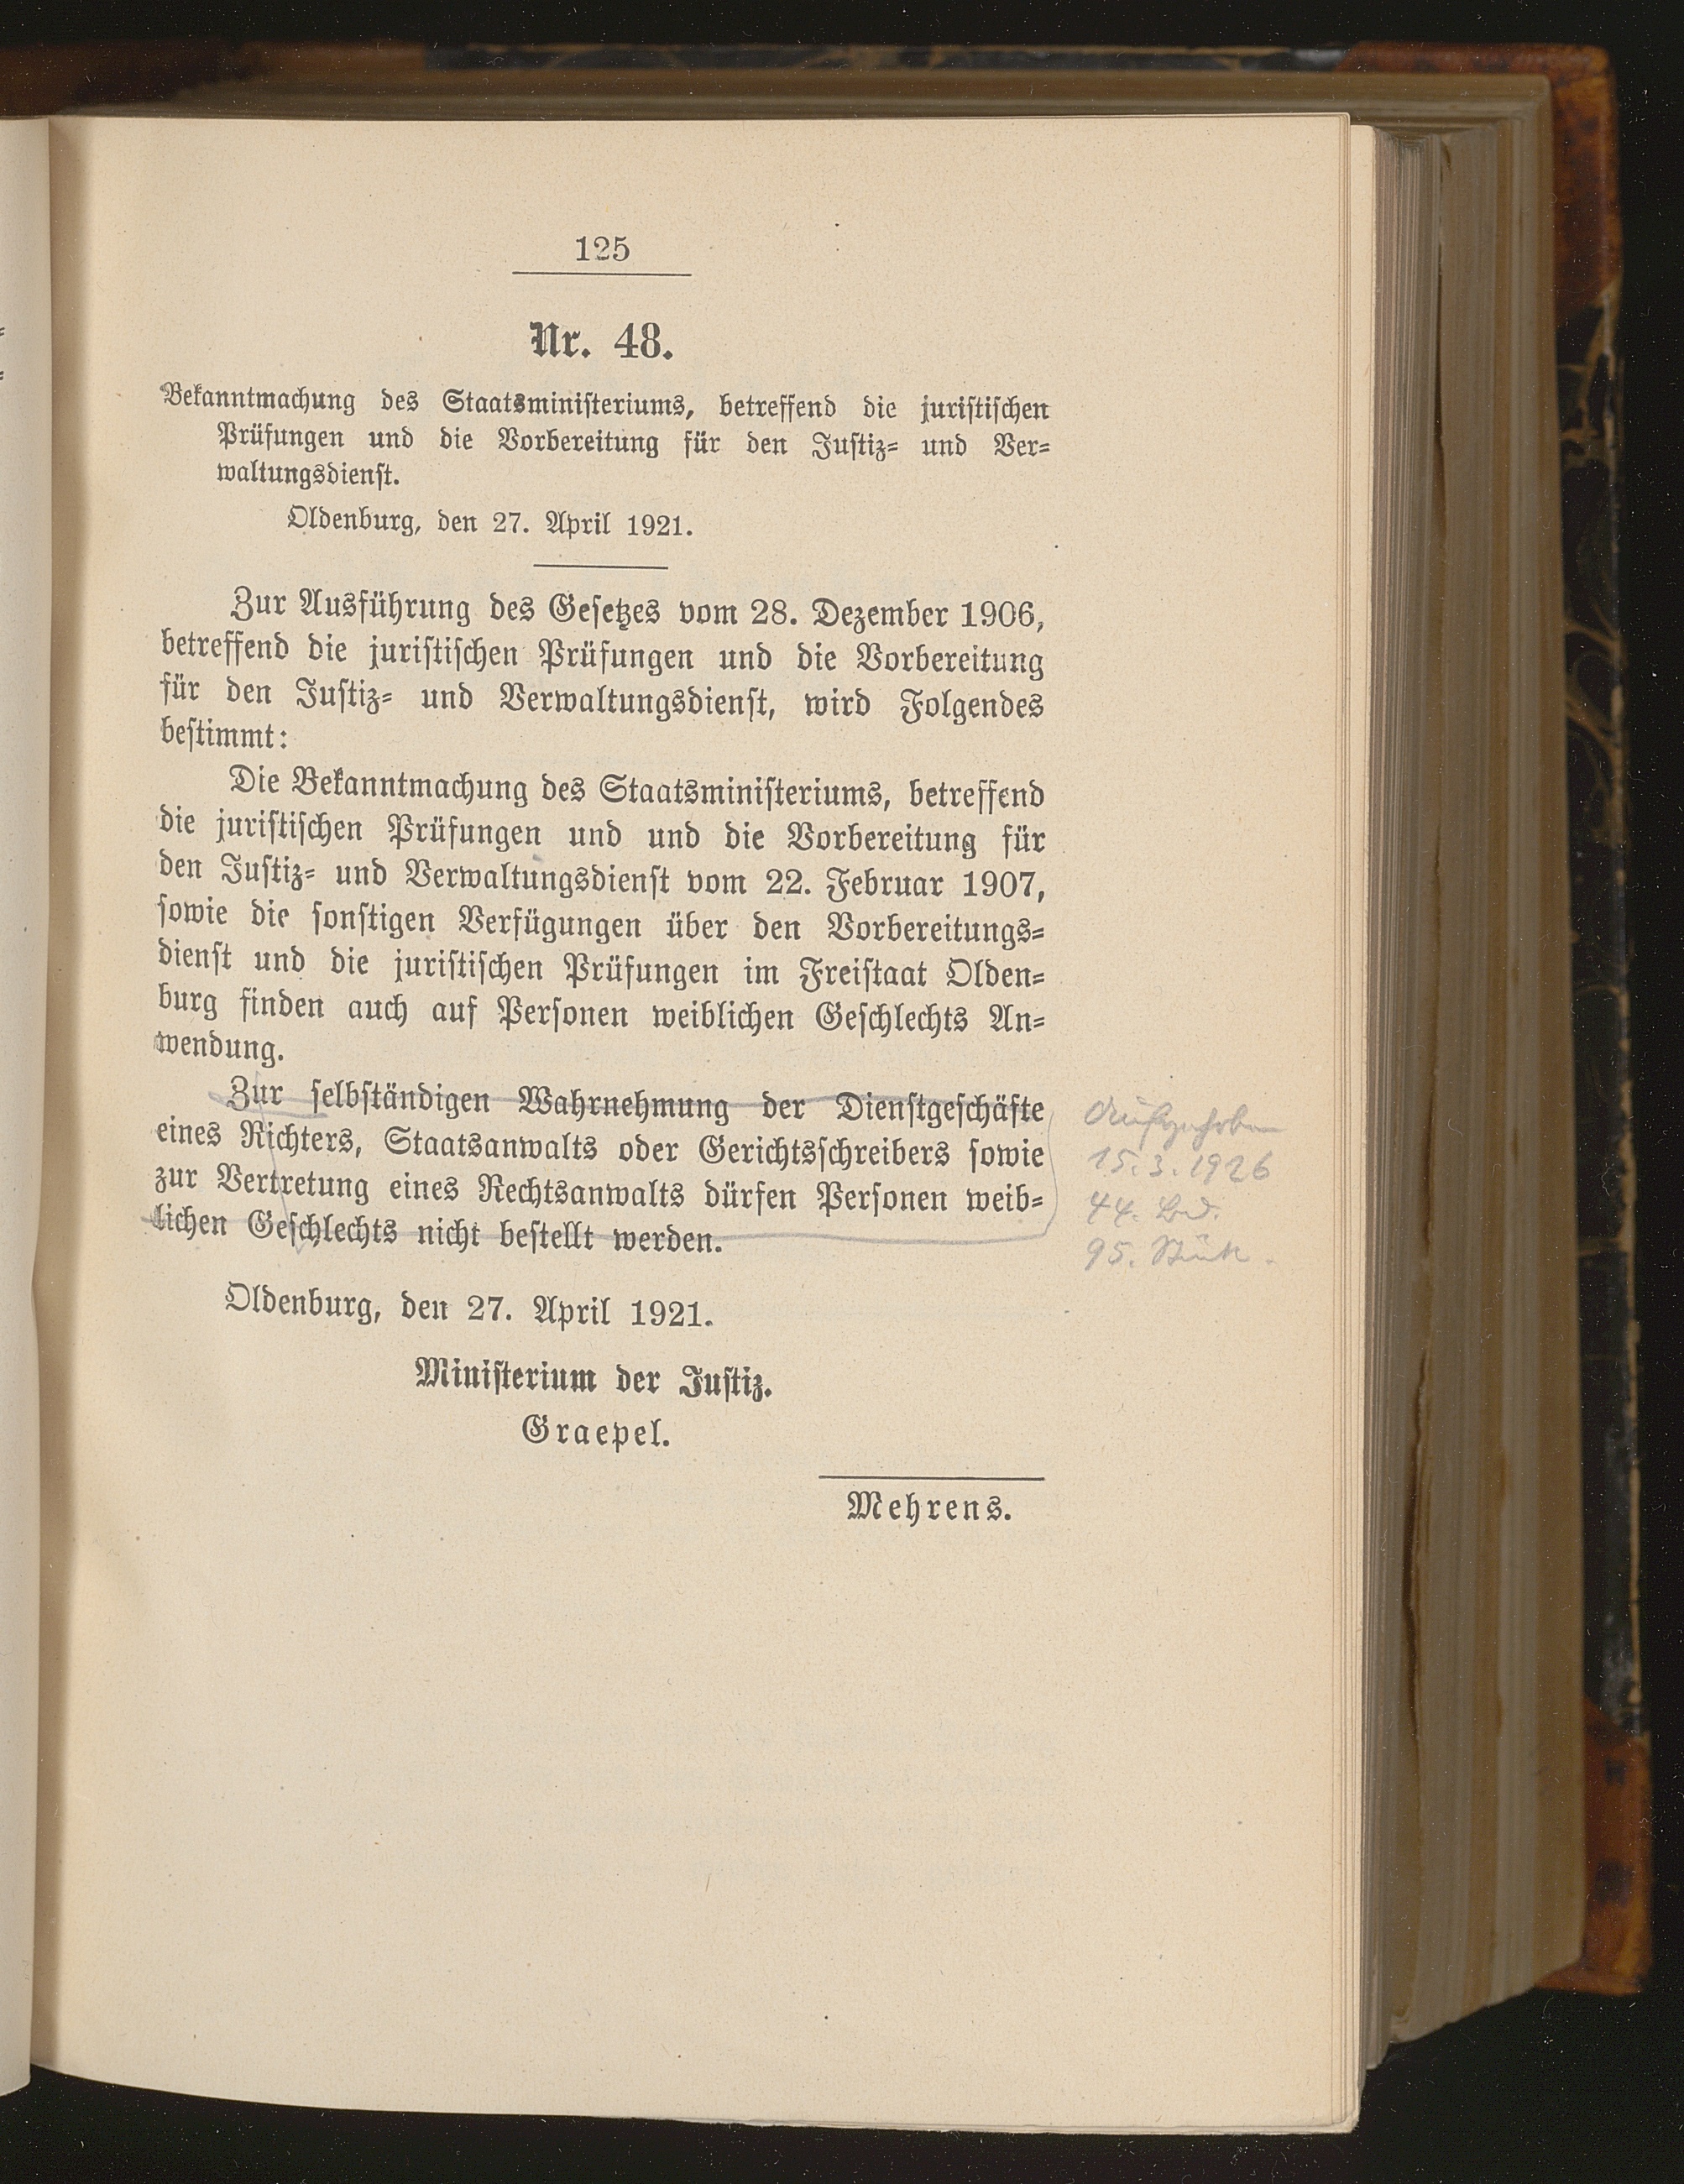 125
Nr. 48.
Bekanntmachung des Staatsministeriums, betreffend die juristischen
Prüfungen und die Vorbereitung für den Justiz- und Ver-
waltungsdienst.
Oldenburg, den 27. April 1921.
Zur Ausführung des Gesetzes vom 28. Dezember 1906,
betreffend die juristischen Prüfungen und die Vorbereitung
für den Justiz- und Verwaltungsdienst, wird Folgendes
bestimmt:
Die Bekanntmachung des Staatsministeriums, betreffend
die juristischen Prüfungen und und die Vorbereitung für
den Justiz- und Verwaltungsdienst vom 22. Februar 1907,
sowie die sonstigen Verfügungen über den Vorbereitungs-
dienst und die juristischen Prüfungen im Freistaat Olden-
burg finden auch auf Personen weiblichen Geschlechts An-
wendung.
Zur selbständigen Wahrnehmung der Dienstgeschäfte
eines Richters, Staatsanwalts oder Gerichtsschreibers sowie
zur Vertretung eines Rechtsanwalts dürfen Personen weib-
lichen Geschlechts nicht bestellt werden.
Aufgehoben
15.3.1926
44. Bd.
95. Stück.
Oldenburg, den 27. April 1921.
Ministerium der Justiz.
Graepel.
Mehrens.